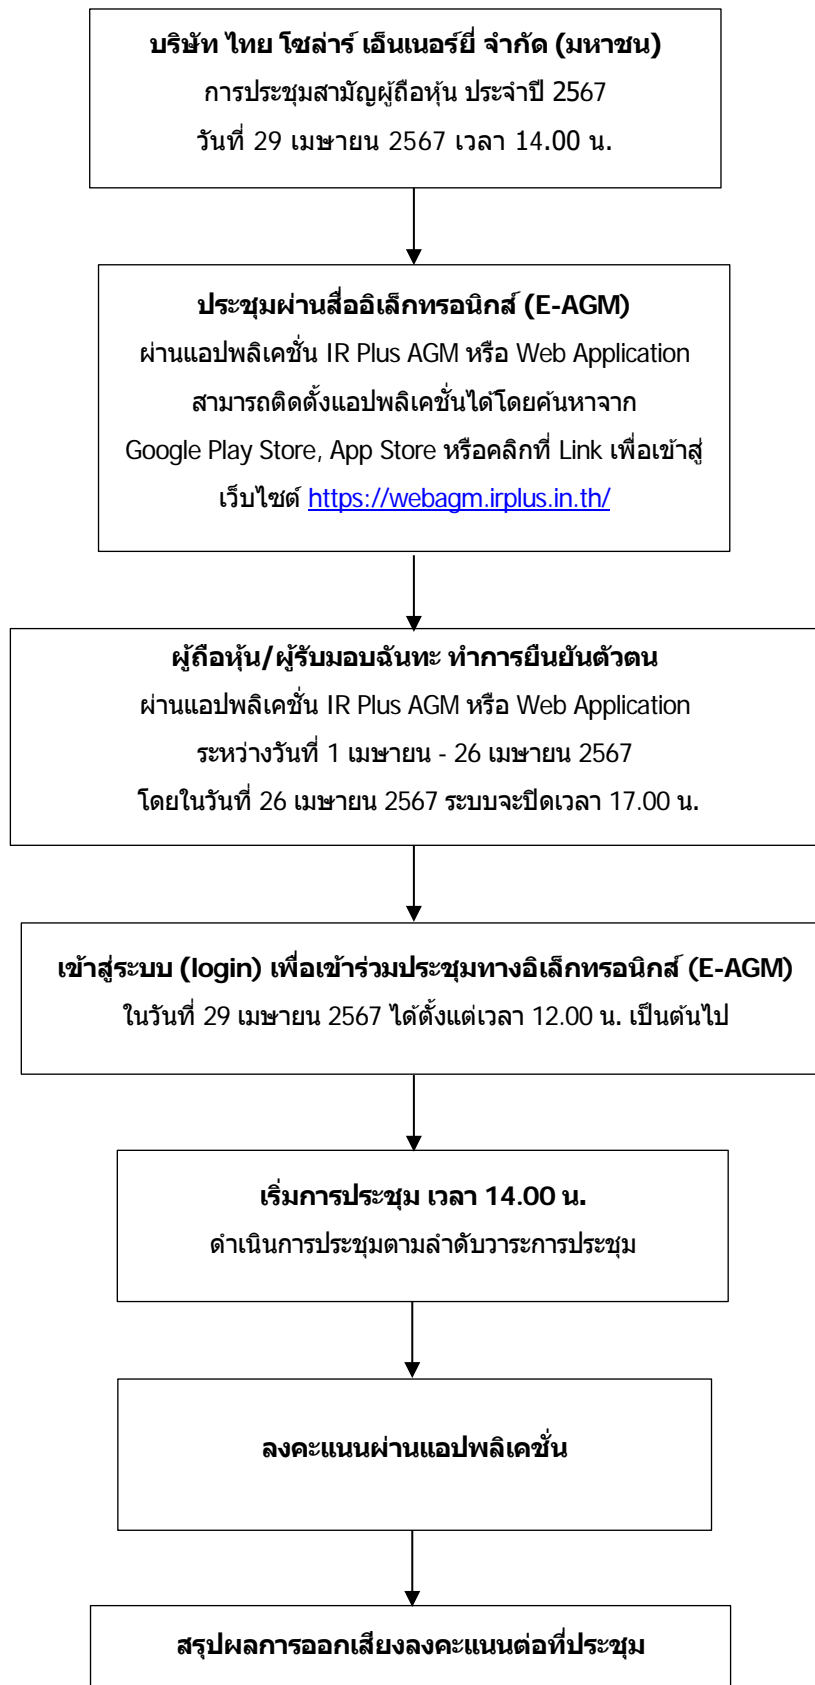 บริษัท ไทย โซล่าร์ เอ็นเนอร์ยี่ จำกัด (มหาชน)
การประชุมสามัญผู้ถือหุ้น ประจำปี 2567
วันที่ 29 เมษายน 2567 เวลา 14.00 น.
ประชุมผ่านสื่ออิเล็กทรอนิกส์ (E-AGM)
ผ่านแอปพลิเคชั่น IR Plus AGM หรือ Web Application
สามารถติดตั้งแอปพลิเคชั่นได้โดยค้นหาจาก
Google Play Store, App Store หรือคลิกที่ Link เพื่อเข้าสู่
เว็บไซต์ https://webagm.irplus.in.th/
ผู้ถือหุ้น/ผู้รับมอบฉันทะ ทำการยืนยันตัวตน
ผ่านแอปพลิเคชั่น IR Plus AGM หรือ Web Application
ระหว่างวันที่ 1 เมษายน - 26 เมษายน 2567
โดยในวันที่ 26 เมษายน 2567 ระบบจะปิดเวลา 17.00 น.
เข้าสู่ระบบ (login) เพื่อเข้าร่วมประชุมทางอิเล็กทรอนิกส์ (E-AGM)
ในวันที่ 29 เมษายน 2567 ได้ตั้งแต่เวลา 12.00 น. เป็นต้นไป
เริ่มการประชุม เวลา 14.00 น.
ดำเนินการประชุมตามลำดับวาระการประชุม
ลงคะแนนผ่านแอปพลิเคชั่น
สรุปผลการออกเสียงลงคะแนนต่อที่ประชุม